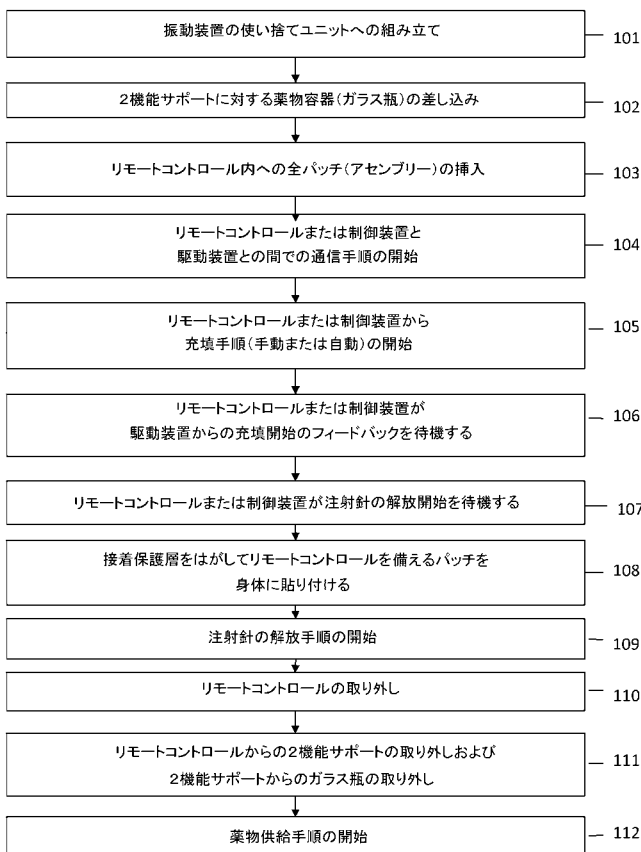 振動装置の使い捨てユニットへの組み立て
101
2機能サポートに対する薬物容器(ガラス瓶)の差し込み
102
リモートコントロール内への全パッチ(アセンブリー)の挿入
103
リモートコントロールまたは制御装置と
駆動装置との間での通信手順の開始
104
リモートコントロールまたは制御装置から
充填手順(手動または自動)の開始
105
リモートコントロールまたは制御装置が
駆動装置からの充填開始のフィードバックを待機する
106
リモートコントロールまたは制御装置が注射針の解放開始を待機する
107
接着保護層をはがしてリモートコントロールを備えるパッチを
身体に貼り付ける
108
注射針の解放手順の開始
109
リモートコントロールの取り外し
110
リモートコントロールからの2機能サポートの取り外しおよび
2機能サポートからのガラス瓶の取り外し
111
薬物供給手順の開始
112